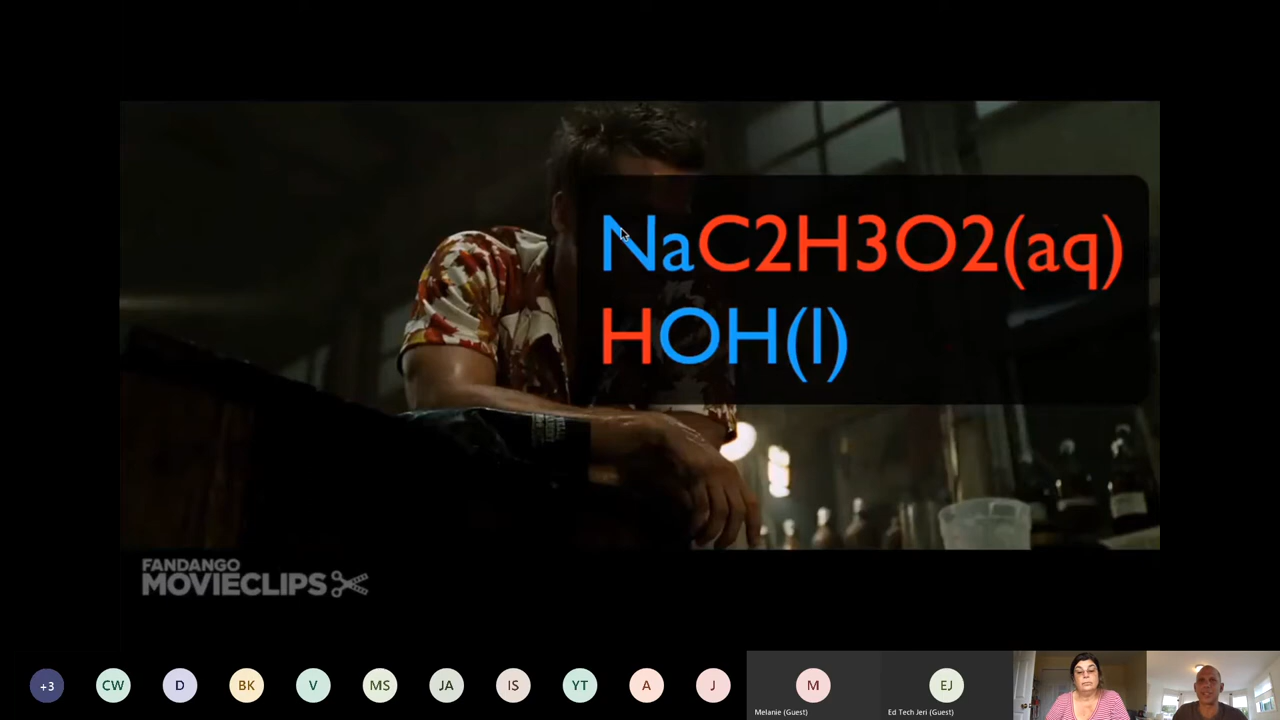 NaC2H3O2(aq)
HOH(l)
FANDANGO
MOVIECLIPS
+3
CW
D
BK
V
MS
JA
IS
YT
A
J
M
EJ
Melanie (Guest)
Ed Tech Jeri (Guest)